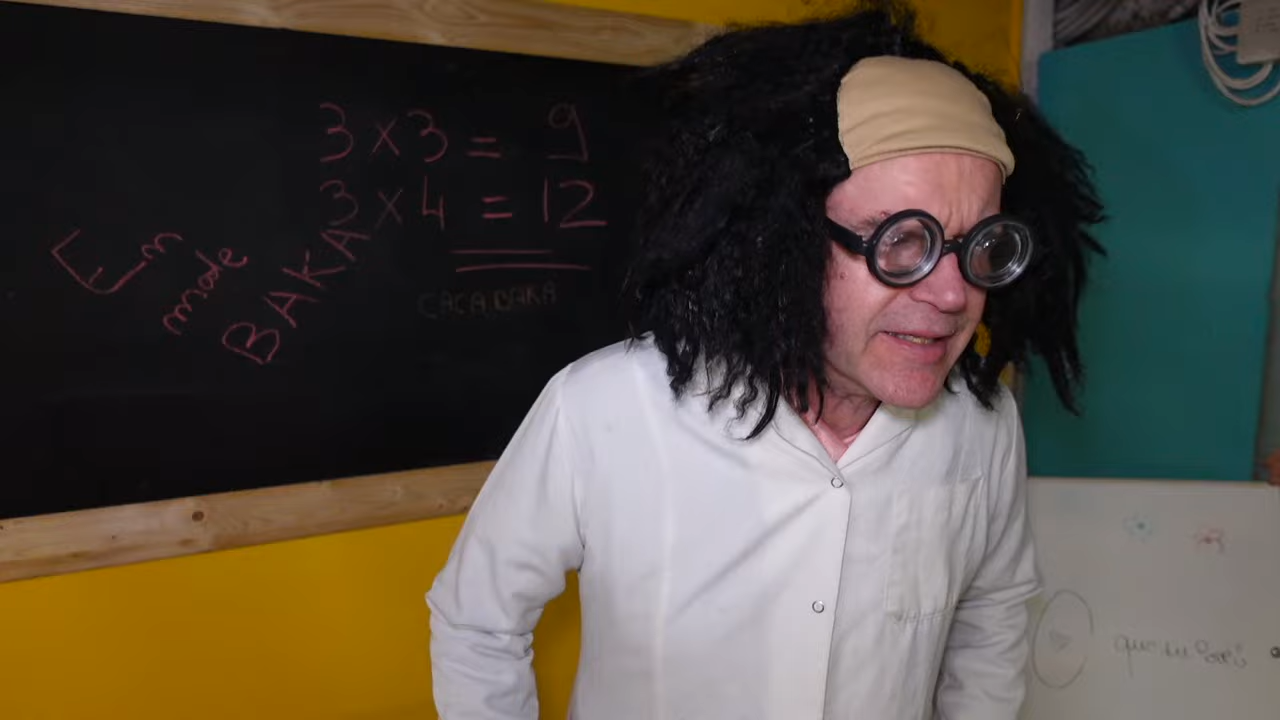 3 x 3 = 9
3 x 4 = 12
En
mode
BAKA
CACA BAKA